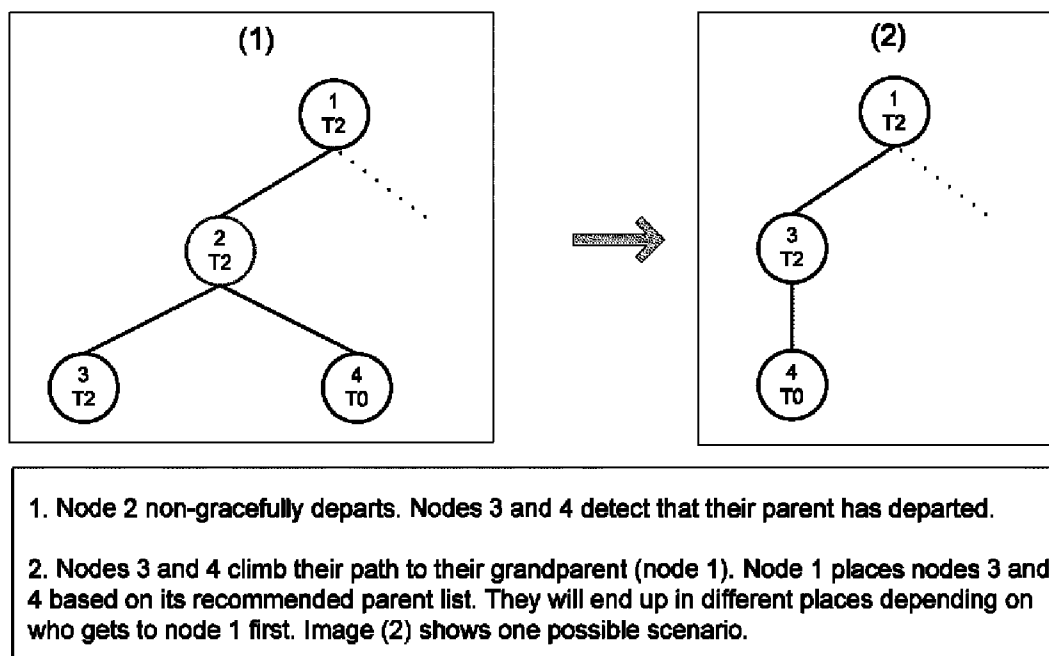 (1)
1
T2
2
T2
3
T2
4
T0
(2)
1
T2
3
T2
4
T0
1. Node 2 non-gracefully departs. Nodes 3 and 4 detect that their parent has departed.
2. Nodes 3 and 4 climb their path to their grandparent (node 1). Node 1 places nodes 3 and
4 based on its recommended parent list. They will end up in different places depending on
who gets to node 1 first. Image (2) shows one possible scenario.